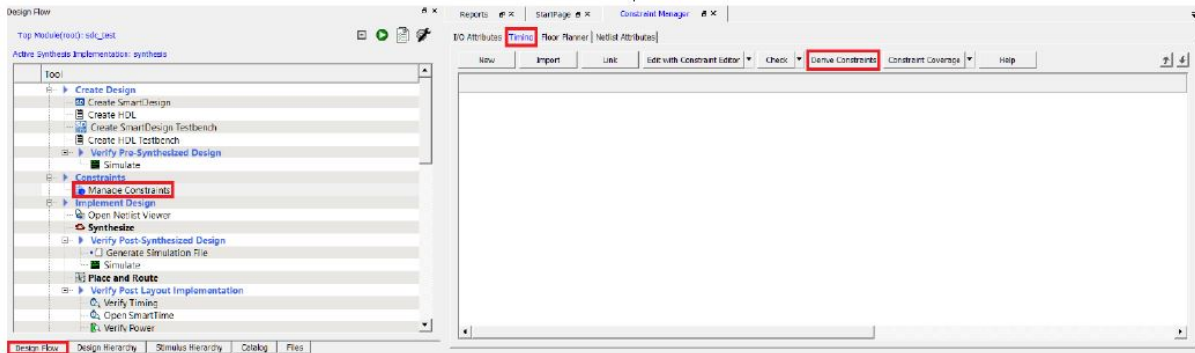 Design Flow
Top Module(root): sdc_test
Active Synthesis Implementation: synthesis
Tool
Create Design
Create SmartDesign
Create HDL
Create SmartDesign Testbench
Create HDL Testbench
Verify Pre-Synthesized Design
Simulate
Constraints
Manage Constraints
Implement Design
Open Netlist Viewer
Synthesize
Verify Post-Synthesized Design
Generate Simulation File
Simulate
Place and Route
Verify Post Layout Implementation
Verify Timing
Open SmartTime
Verify Power
Design Flow Design Hierarchy Stimulus Hierarchy Catalog Files
Reports StartPage Constraint Manager
I/O Attributes Timing Floor Planner Netlist Attributes
New Import Link Edit with Constraint Editor Check Derive Constraints Constraint Coverage Help